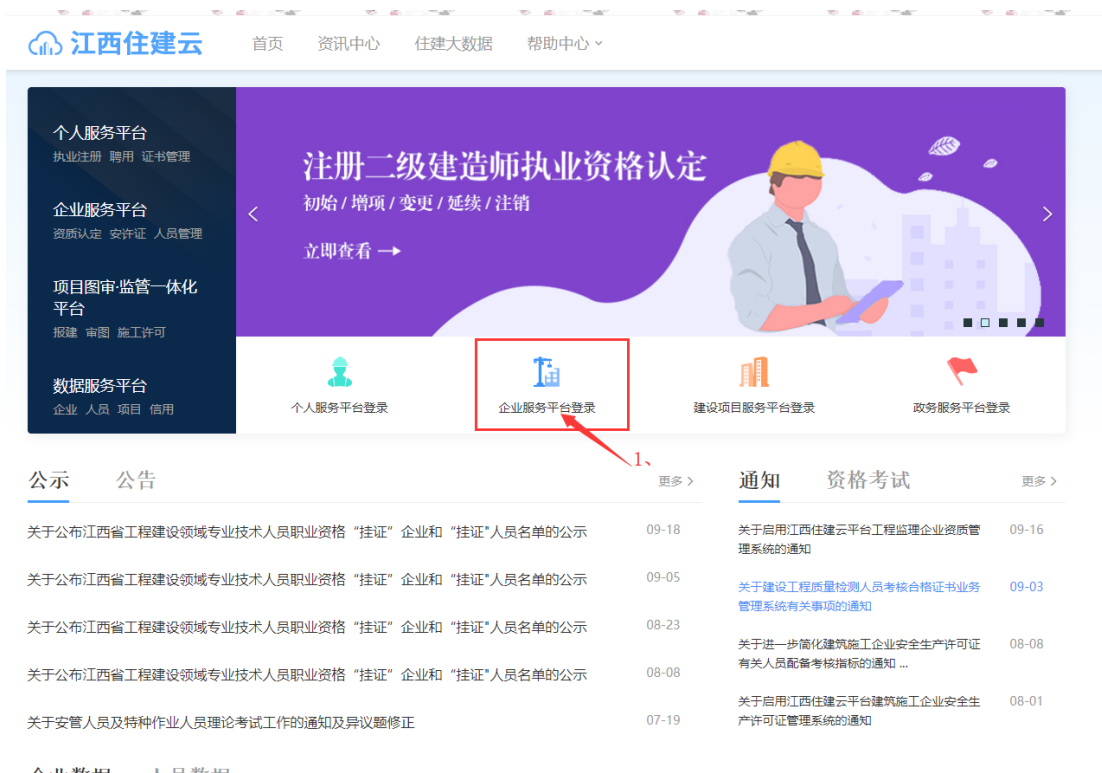 江西住建云
首页 资讯中心 住建大数据 帮助中心
个人服务平台
执业注册 聘用 证书管理
企业服务平台
资质认定 安许证 人员管理
项目图审·监管一体化
平台
报建 审图 施工许可
数据服务平台
企业 人员 项目 信用
注册二级建造师执业资格认定
初始 / 增项 / 变更 / 延续 / 注销
立即查看
个人服务平台登录
企业服务平台登录
建设项目服务平台登录
政务服务平台登录
1、
公示 公告 更多
关于公布江西省工程建设领域专业技术人员职业资格“挂证”企业和“挂证"人员名单的公示 09-18
关于公布江西省工程建设领域专业技术人员职业资格“挂证”企业和“挂证"人员名单的公示 09-05
关于公布江西省工程建设领域专业技术人员职业资格“挂证”企业和“挂证"人员名单的公示 08-23
关于公布江西省工程建设领域专业技术人员职业资格“挂证”企业和“挂证"人员名单的公示 08-08
关于安管人员及特种作业人员理论考试工作的通知及异议题修正 07-19
通知 资格考试 更多
关于启用江西住建云平台工程监理企业资质管 09-16
理系统的通知
关于建设工程质量检测人员考核合格证书业务 09-03
管理系统有关事项的通知
关于进一步简化建筑施工企业安全生产许可证 08-08
有关人员配备考核指标的通知 ...
关于启用江西住建云平台建筑施工企业安全生 08-01
产许可证管理系统的通知
企业数据 人员数据